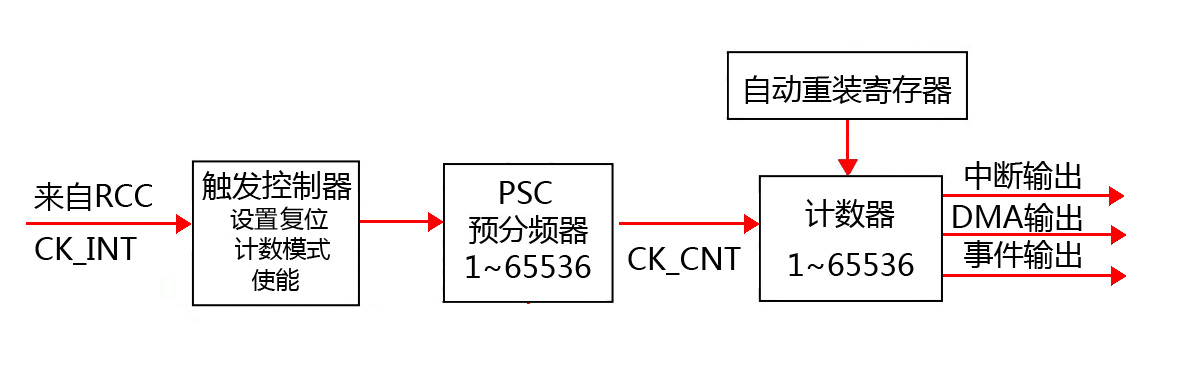 自动重装寄存器
来自RCC
CK_INT
触发控制器
设置复位
计数模式
使能
PSC
预分频器
1~65536
CK_CNT
计数器
1~65536
中断输出
DMA输出
事件输出